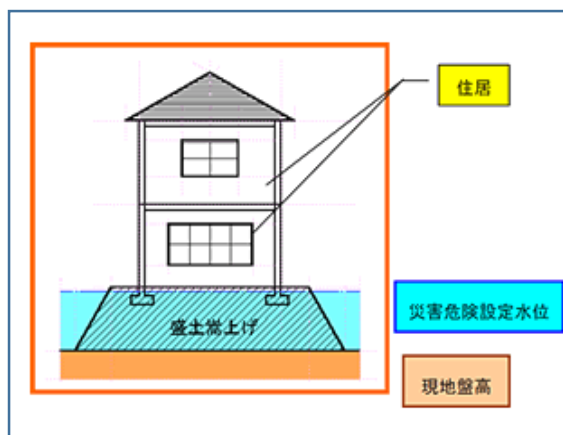 住居
災害危険設定水位
盛土嵩上げ
現地盤高